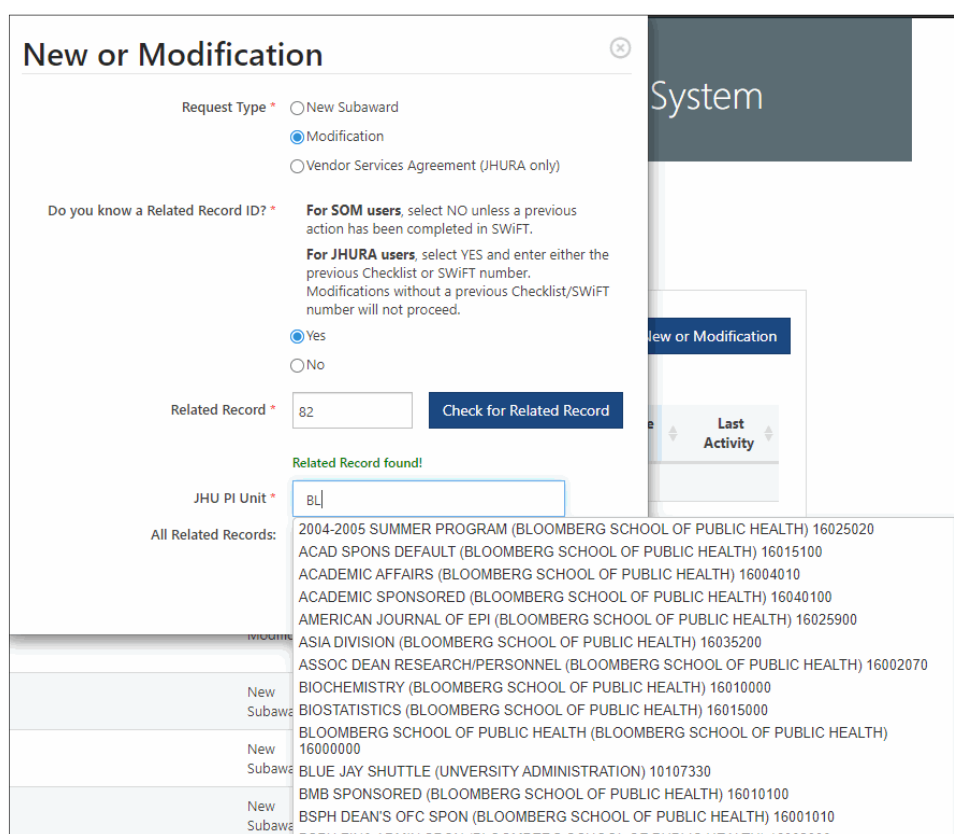 New or Modification
System
Request Type *
New Subaward
Modification
Vendor Services Agreement (JHURA only)
Do you know a Related Record ID? *
For SOM users, select NO unless a previous
action has been completed in SWiFT.
For JHURA users, select YES and enter either the
previous Checklist or SWiFT number.
Modifications without a previous Checklist/SWiFT
number will not proceed.
Yes
No
New or Modification
Related Record *
82
Check for Related Record
Last
Activity
Related Record found!
JHU PI Unit *
BL
All Related Records:
2004-2005 SUMMER PROGRAM (BLOOMBERG SCHOOL OF PUBLIC HEALTH) 16025020
ACAD SPONS DEFAULT (BLOOMBERG SCHOOL OF PUBLIC HEALTH) 16015100
ACADEMIC AFFAIRS (BLOOMBERG SCHOOL OF PUBLIC HEALTH) 16004010
ACADEMIC SPONSORED (BLOOMBERG SCHOOL OF PUBLIC HEALTH) 16040100
AMERICAN JOURNAL OF EPI (BLOOMBERG SCHOOL OF PUBLIC HEALTH) 16025900
ASIA DIVISION (BLOOMBERG SCHOOL OF PUBLIC HEALTH) 16035200
ASSOC DEAN RESEARCH/PERSONNEL (BLOOMBERG SCHOOL OF PUBLIC HEALTH) 16002070
BIOCHEMISTRY (BLOOMBERG SCHOOL OF PUBLIC HEALTH) 16010000
BIOSTATISTICS (BLOOMBERG SCHOOL OF PUBLIC HEALTH) 16015000
BLOOMBERG SCHOOL OF PUBLIC HEALTH (BLOOMBERG SCHOOL OF PUBLIC HEALTH)
16000000
BLUE JAY SHUTTLE (UNVERSITY ADMINISTRATION) 10107330
BMB SPONSORED (BLOOMBERG SCHOOL OF PUBLIC HEALTH) 16010100
BSPH DEAN'S OFC SPON (BLOOMBERG SCHOOL OF PUBLIC HEALTH) 16001010
New
Subawa
New
Subawa
New
Subawa